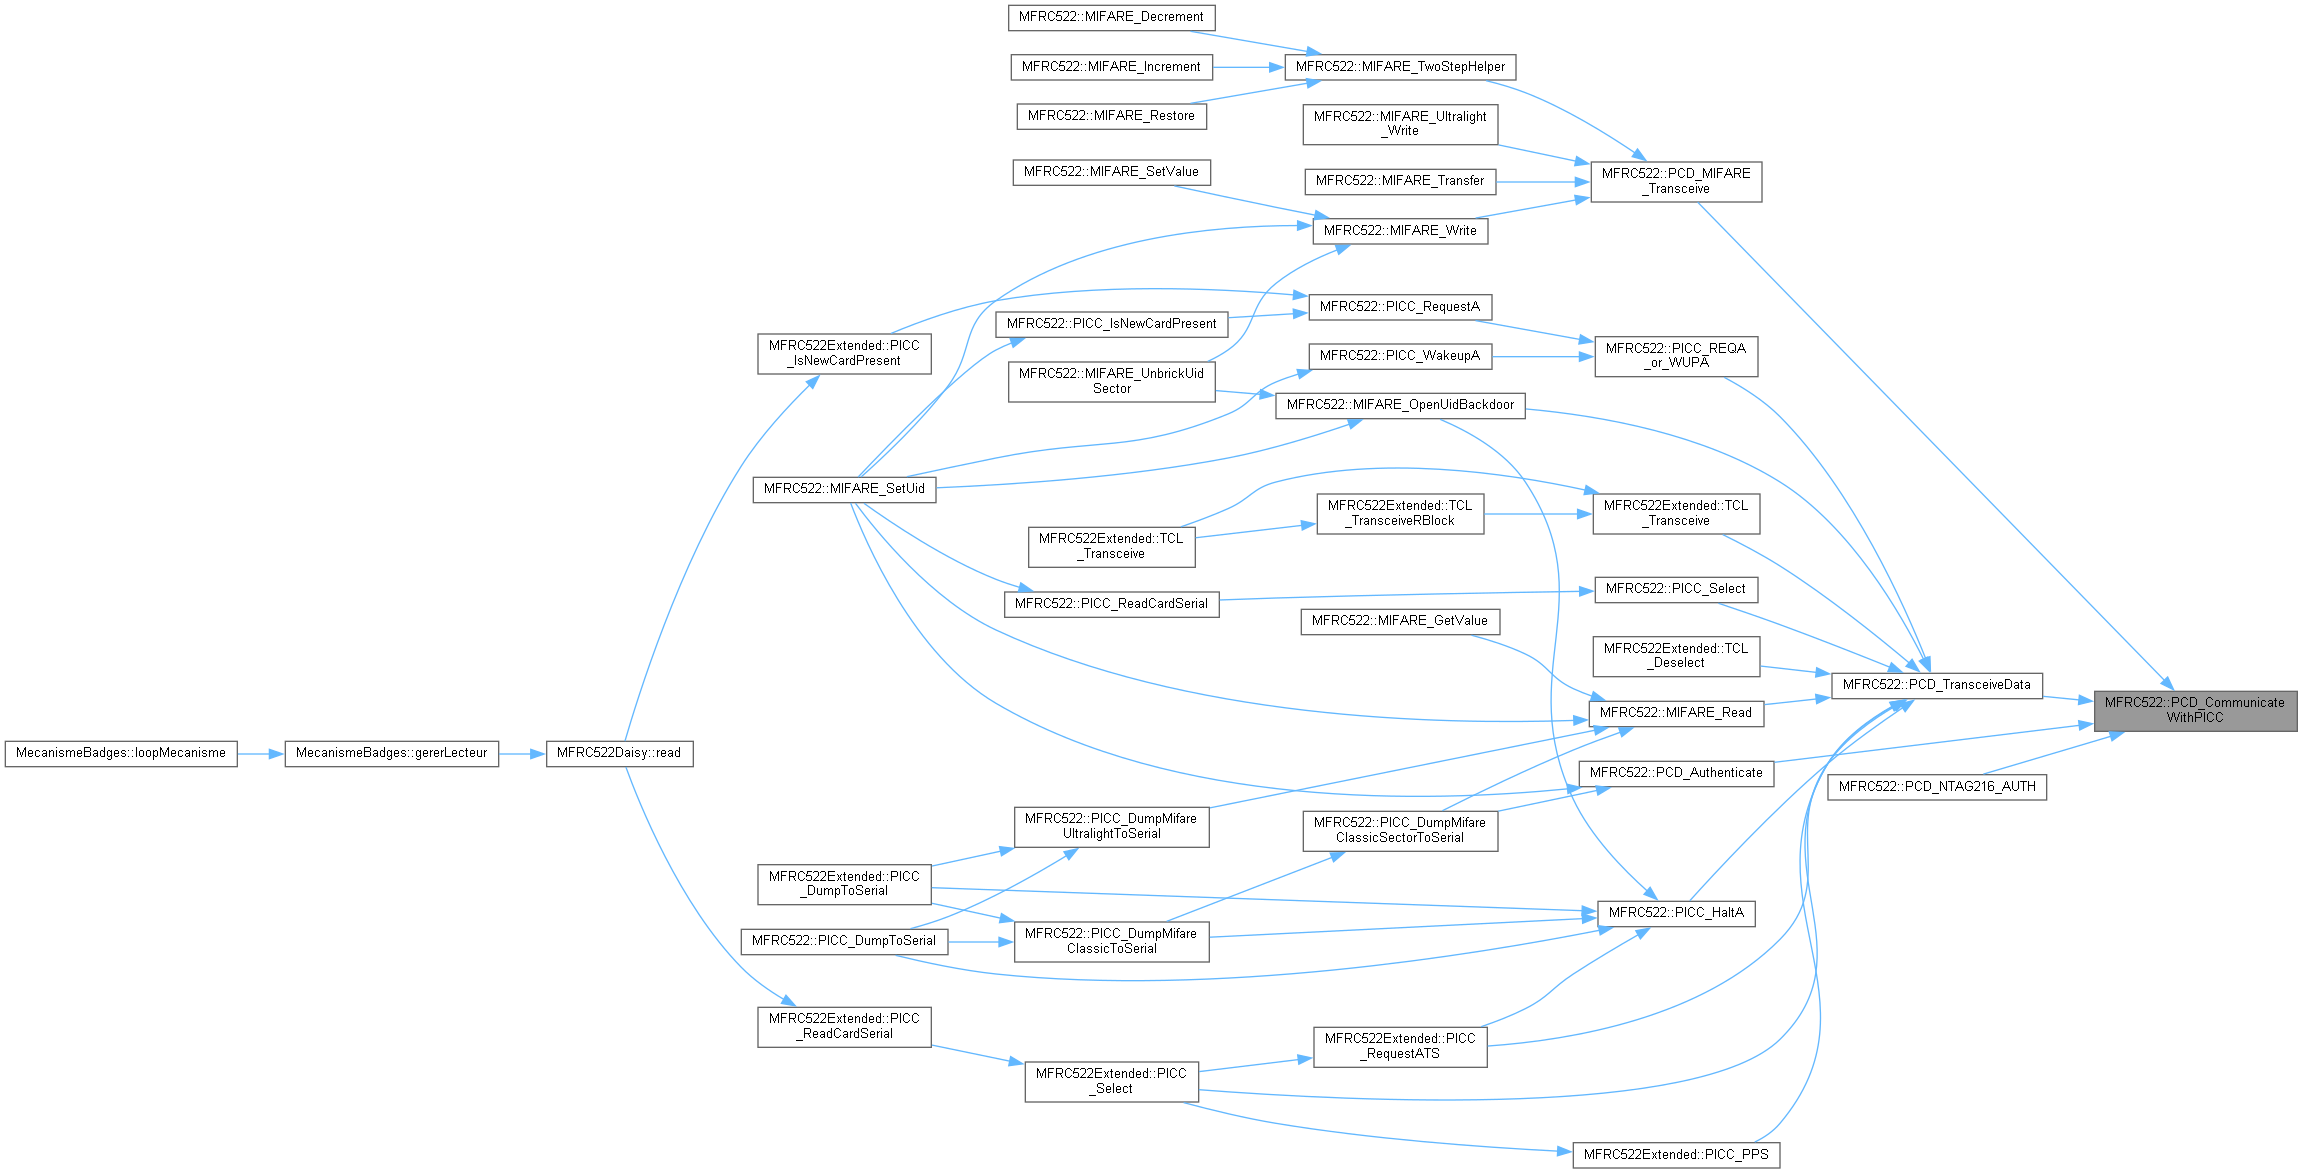 MFRC522::MIFARE_Decrement
MFRC522::MIFARE_Increment
MFRC522::MIFARE_TwoStepHelper
MFRC522::MIFARE_Restore
MFRC522::MIFARE_Ultralight
_Write
MFRC522::MIFARE_SetValue
MFRC522::MIFARE_Transfer
MFRC522::PCD_MIFARE
_Transceive
MFRC522::MIFARE_Write
MFRC522::PICC_RequestA
MFRC522::PICC_IsNewCardPresent
MFRC522Extended::PICC
_IsNewCardPresent
MFRC522::PICC_WakeupA
MFRC522::PICC_REQA
_or_WUPA
MFRC522::MIFARE_UnbrickUid
Sector
MFRC522::MIFARE_OpenUidBackdoor
MFRC522::MIFARE_SetUid
MFRC522Extended::TCL
_TransceiveRBlock
MFRC522Extended::TCL
_Transceive
MFRC522Extended::TCL
_Transceive
MFRC522::PICC_Select
MFRC522::PICC_ReadCardSerial
MFRC522::MIFARE_GetValue
MFRC522Extended::TCL
_Deselect
MFRC522::PCD_TransceiveData
MFRC522::PCD_Communicate
WithPICC
MFRC522::MIFARE_Read
MecanismeBadges::loopMecanisme
MecanismeBadges::gererLecteur
MFRC522Daisy::read
MFRC522::PCD_Authenticate
MFRC522::PCD_NTAG216_AUTH
MFRC522::PICC_DumpMifare
UltralightToSerial
MFRC522::PICC_DumpMifare
ClassicSectorToSerial
MFRC522Extended::PICC
_DumpToSerial
MFRC522::PICC_HaltA
MFRC522::PICC_DumpToSerial
MFRC522::PICC_DumpMifare
ClassicToSerial
MFRC522Extended::PICC
_ReadCardSerial
MFRC522Extended::PICC
_RequestATS
MFRC522Extended::PICC
_Select
MFRC522Extended::PICC_PPS